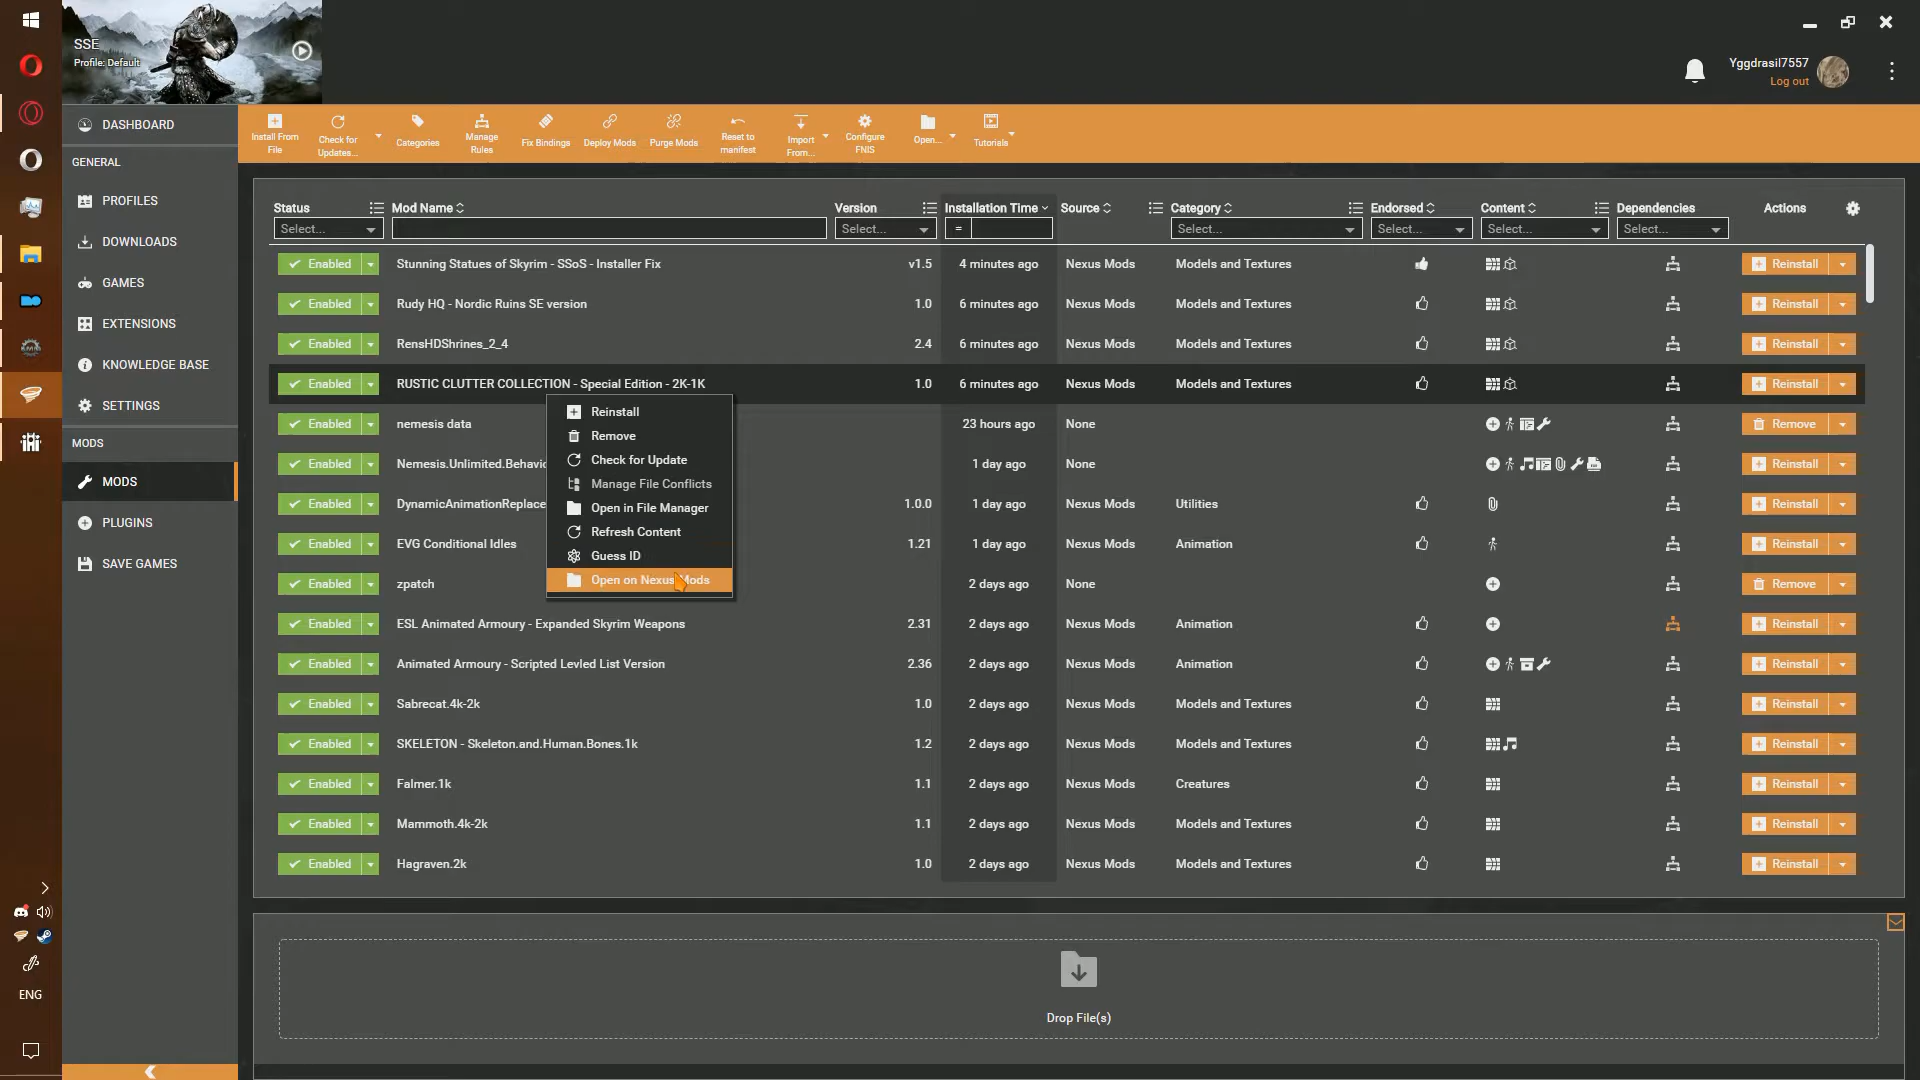 SSE
Profile: Default
Yggdrasil7557
Log out
DASHBOARD
GENERAL
PROFILES
DOWNLOADS
GAMES
EXTENSIONS
KNOWLEDGE BASE
SETTINGS
MODS
MODS
PLUGINS
SAVE GAMES
ENG
Install From File
Check for Updates...
Categories
Manage Rules
Fix Bindings
Deploy Mods
Purge Mods
Reset to manifest
Import From...
Configure FNIS
Open...
Tutorials
Status Mod Name Version Installation Time Source Category Endorsed Content Dependencies Actions
Select... Select... = Select... Select... Select... Select...
Enabled Stunning Statues of Skyrim - SSoS - Installer Fix v1.5 4 minutes ago Nexus Mods Models and Textures Reinstall
Enabled Rudy HQ - Nordic Ruins SE version 1.0 6 minutes ago Nexus Mods Models and Textures Reinstall
Enabled RensHDShrines_2_4 2.4 6 minutes ago Nexus Mods Models and Textures Reinstall
Enabled RUSTIC CLUTTER COLLECTION - Special Edition - 2K-1K 1.0 6 minutes ago Nexus Mods Models and Textures Reinstall
Enabled nemesis data 23 hours ago None Remove
Enabled Nemesis.Unlimited.Behavio 1 day ago None Reinstall
Enabled DynamicAnimationReplace 1.0.0 1 day ago Nexus Mods Utilities Reinstall
Enabled EVG Conditional Idles 1.21 1 day ago Nexus Mods Animation Reinstall
Enabled zpatch 2 days ago None Remove
Enabled ESL Animated Armoury - Expanded Skyrim Weapons 2.31 2 days ago Nexus Mods Animation Reinstall
Enabled Animated Armoury - Scripted Levled List Version 2.36 2 days ago Nexus Mods Animation Reinstall
Enabled Sabrecat.4k-2k 1.0 2 days ago Nexus Mods Models and Textures Reinstall
Enabled SKELETON - Skeleton.and.Human.Bones.1k 1.2 2 days ago Nexus Mods Models and Textures Reinstall
Enabled Falmer.1k 1.1 2 days ago Nexus Mods Creatures Reinstall
Enabled Mammoth.4k-2k 1.1 2 days ago Nexus Mods Models and Textures Reinstall
Enabled Hagraven.2k 1.0 2 days ago Nexus Mods Models and Textures Reinstall
Reinstall
Remove
Check for Update
Manage File Conflicts
Open in File Manager
Refresh Content
Guess ID
Open on Nexus Mods
Drop File(s)